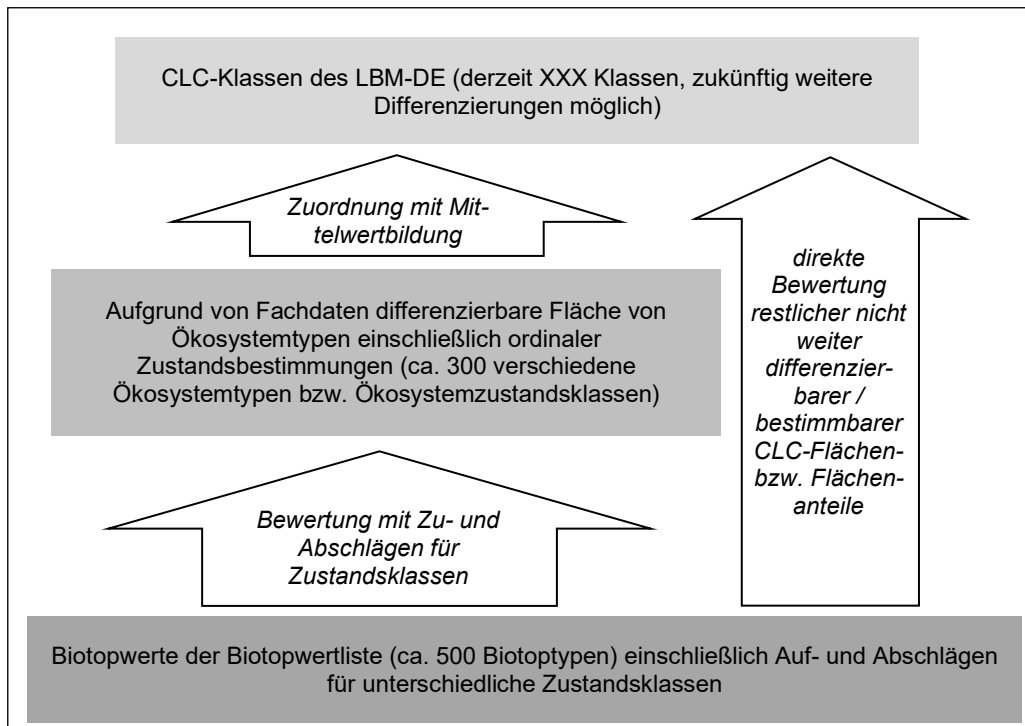 CLC-Klassen des LBM-DE (derzeit XXX Klassen, zukünftig weitere
Differenzierungen möglich)
Zuordnung mit Mit-
telwertbildung
direkte
Bewertung
restlicher nicht
weiter
differenzier-
barer /
bestimmbarer
CLC-Flächen-
bzw. Flächen-
anteile
Aufgrund von Fachdaten differenzierbare Fläche von
Ökosystemtypen einschließlich ordinaler
Zustandsbestimmungen (ca. 300 verschiedene
Ökosystemtypen bzw. Ökosystemzustandsklassen)
Bewertung mit Zu- und
Abschlägen für
Zustandsklassen
Biotopwerte der Biotopwertliste (ca. 500 Biotoptypen) einschließlich Auf- und Abschlägen
für unterschiedliche Zustandsklassen